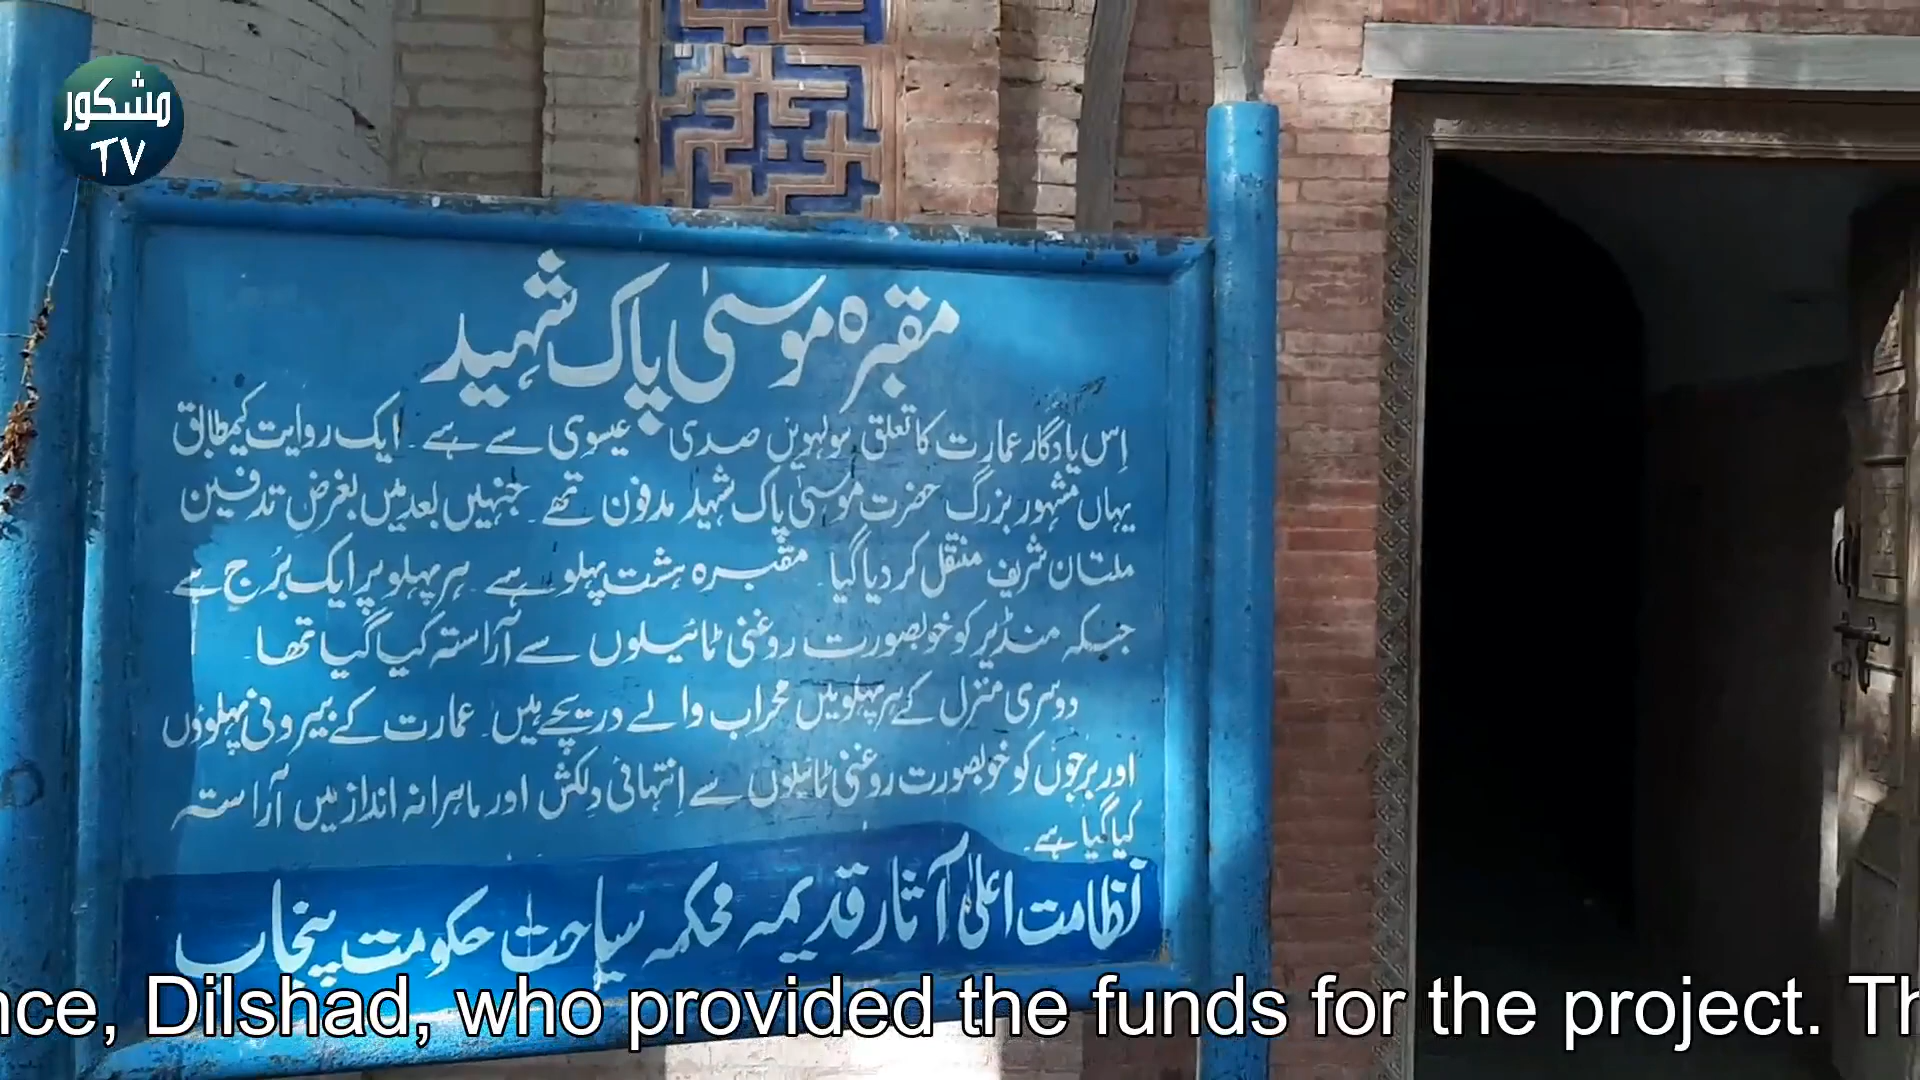 مشکور
TV
مقبرہ موسیٰ پاک شہید
اِس یادگار عمارت کا تعلق سولہویں صدی عیسوی سے ہے۔ ایک روایت کیمطابق
یہاں مشہور بزرگ حضرت موسیٰ پاک شہید مدفون تھے۔ جنہیں بعد میں بغرضِ تدفین
ملتان شریف منتقل کر دیا گیا۔ مقبرہ ہشت پہلو ہے۔ ہر پہلو پر ایک بُرج ہے۔
جبکہ منڈیر کو خوبصورت روغنی ٹائیلوں سے آراستہ کیا گیا تھا۔
دوسری منزل کے ہر پہلو میں محراب والے دریچے ہیں۔ عمارت کے بیرونی پہلوؤں
اور برجوں کو خوبصورت روغنی ٹائلوں سے اِنتہائی دِلکش اور ماہرانہ انداز میں آراستہ
کیا گیا ہے۔
نظامت اعلیٰ آثار قدیمہ محکمہ سیاحت حکومت پنجاب
nce, Dilshad, who provided the funds for the project. Th